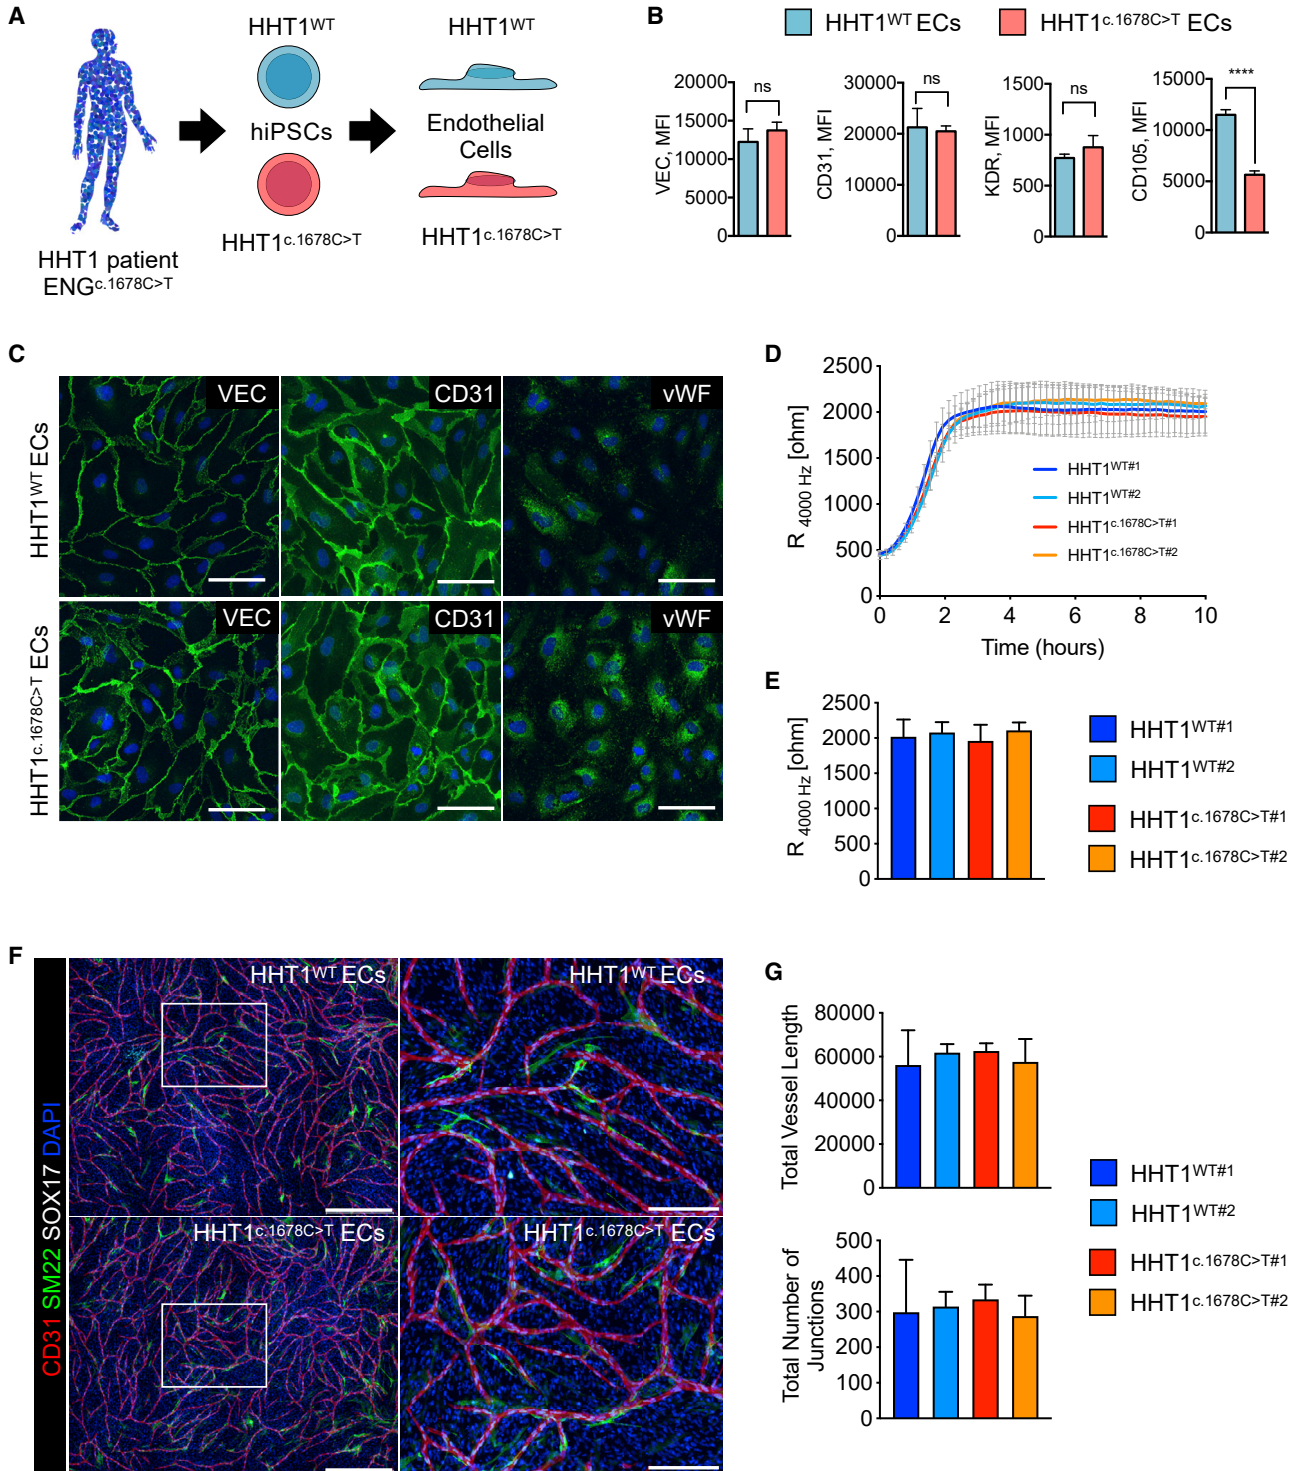 A
HHT1WT
HHT1WT
hiPSCs
Endothelial
Cells
HHT1c.1678C>T
HHT1c.1678C>T
HHT1 patient
ENGc.1678C>T
B
HHT1WT ECs
HHT1c.1678C>T ECs
VEC, MFI
20000
15000
10000
5000
0
ns
CD31, MFI
30000
20000
10000
0
ns
KDR, MFI
1500
1000
500
0
ns
CD105, MFI
15000
10000
5000
0
****
C
HHT1WT ECs
VEC
CD31
vWF
HHT1c.1678C>T ECs
VEC
CD31
vWF
D
R 4000 Hz [ohm]
2500
2000
1500
1000
500
0
0 2 4 6 8 10
Time (hours)
HHT1WT#1
HHT1WT#2
HHT1c.1678C>T#1
HHT1c.1678C>T#2
E
R 4000 Hz [ohm]
2500
2000
1500
2000
500
0
HHT1WT#1
HHT1WT#2
HHT1c.1678C>T#1
HHT1c.1678C>T#2
F
CD31 SM22 SOX17 DAPI
HHT1WT ECs
HHT1WT ECs
HHT1c.1678C>T ECs
HHT1c.1678C>T ECs
G
Total Vessel Length
80000
60000
40000
20000
0
Total Number of
Junctions
500
400
300
200
100
0
HHT1WT#1
HHT1WT#2
HHT1c.1678C>T#1
HHT1c.1678C>T#2